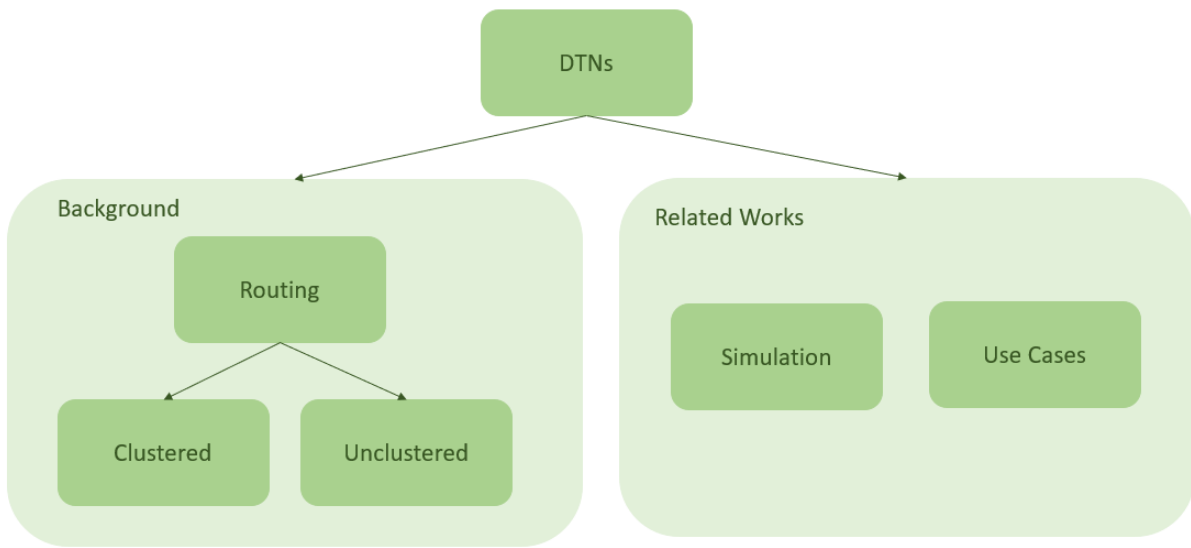 DTNs
Background
Routing
Clustered
Unclustered
Related Works
Simulation
Use Cases